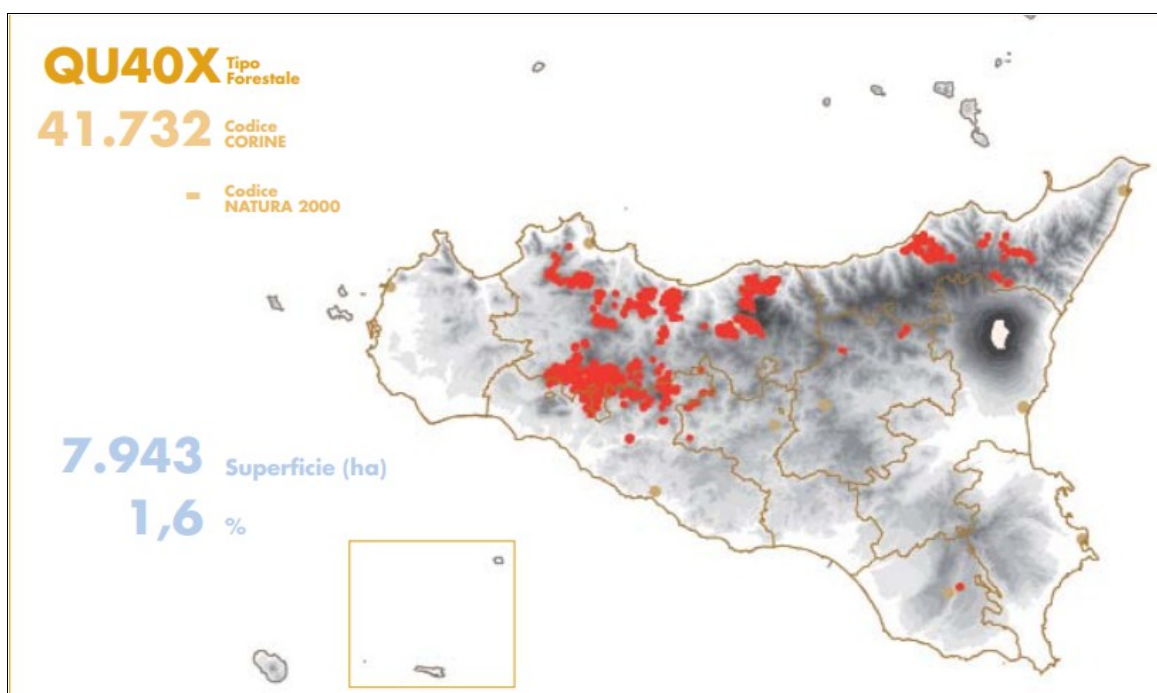 QU40X Tipo
Forestale
41.732 Codice
CORINE
- Codice
NATURA 2000
7.943 Superficie (ha)
1,6 %